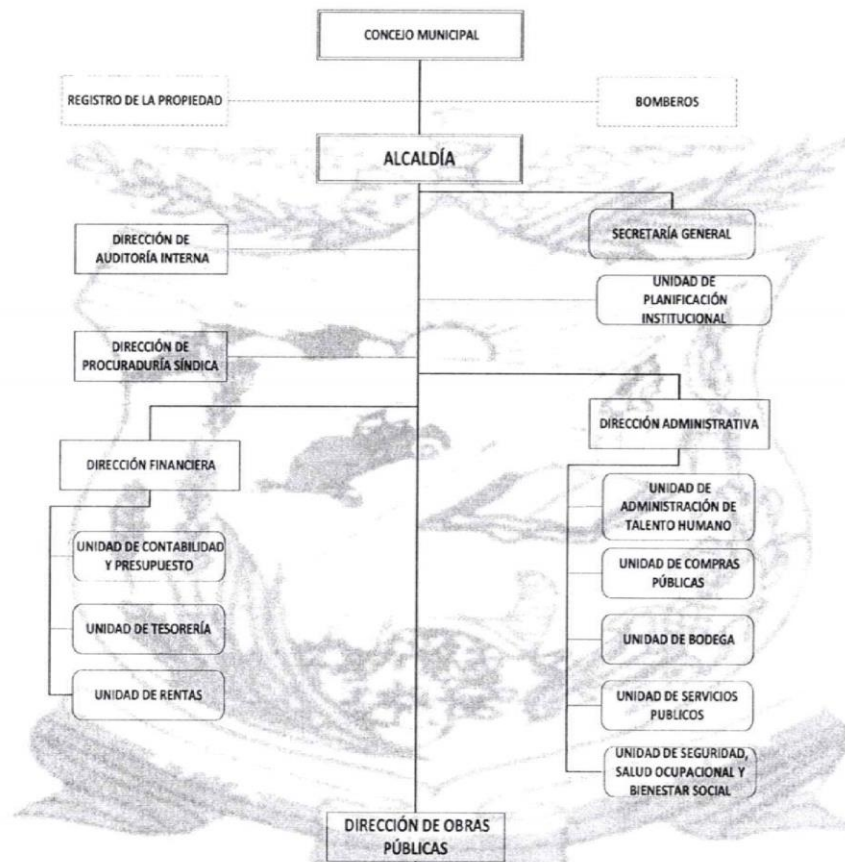 CONCEJO MUNICIPAL
REGISTRO DE LA PROPIEDAD
BOMBEROS
ALCALDÍA
SECRETARÍA GENERAL
DIRECCIÓN DE
AUDITORÍA INTERNA
UNIDAD DE
PLANIFICACIÓN
INSTITUCIONAL
DIRECCIÓN DE
PROCURADURÍA SÍNDICA
DIRECCIÓN ADMINISTRATIVA
DIRECCIÓN FINANCIERA
UNIDAD DE
ADMINISTRACIÓN DE
TALENTO HUMANO
UNIDAD DE CONTABILIDAD
Y PRESUPUESTO
UNIDAD DE COMPRAS
PÚBLICAS
UNIDAD DE TESORERÍA
UNIDAD DE BODEGA
UNIDAD DE RENTAS
UNIDAD DE SERVICIOS
PUBLICOS
UNIDAD DE SEGURIDAD,
SALUD OCUPACIONAL Y
BIENESTAR SOCIAL
DIRECCIÓN DE OBRAS
PÚBLICAS